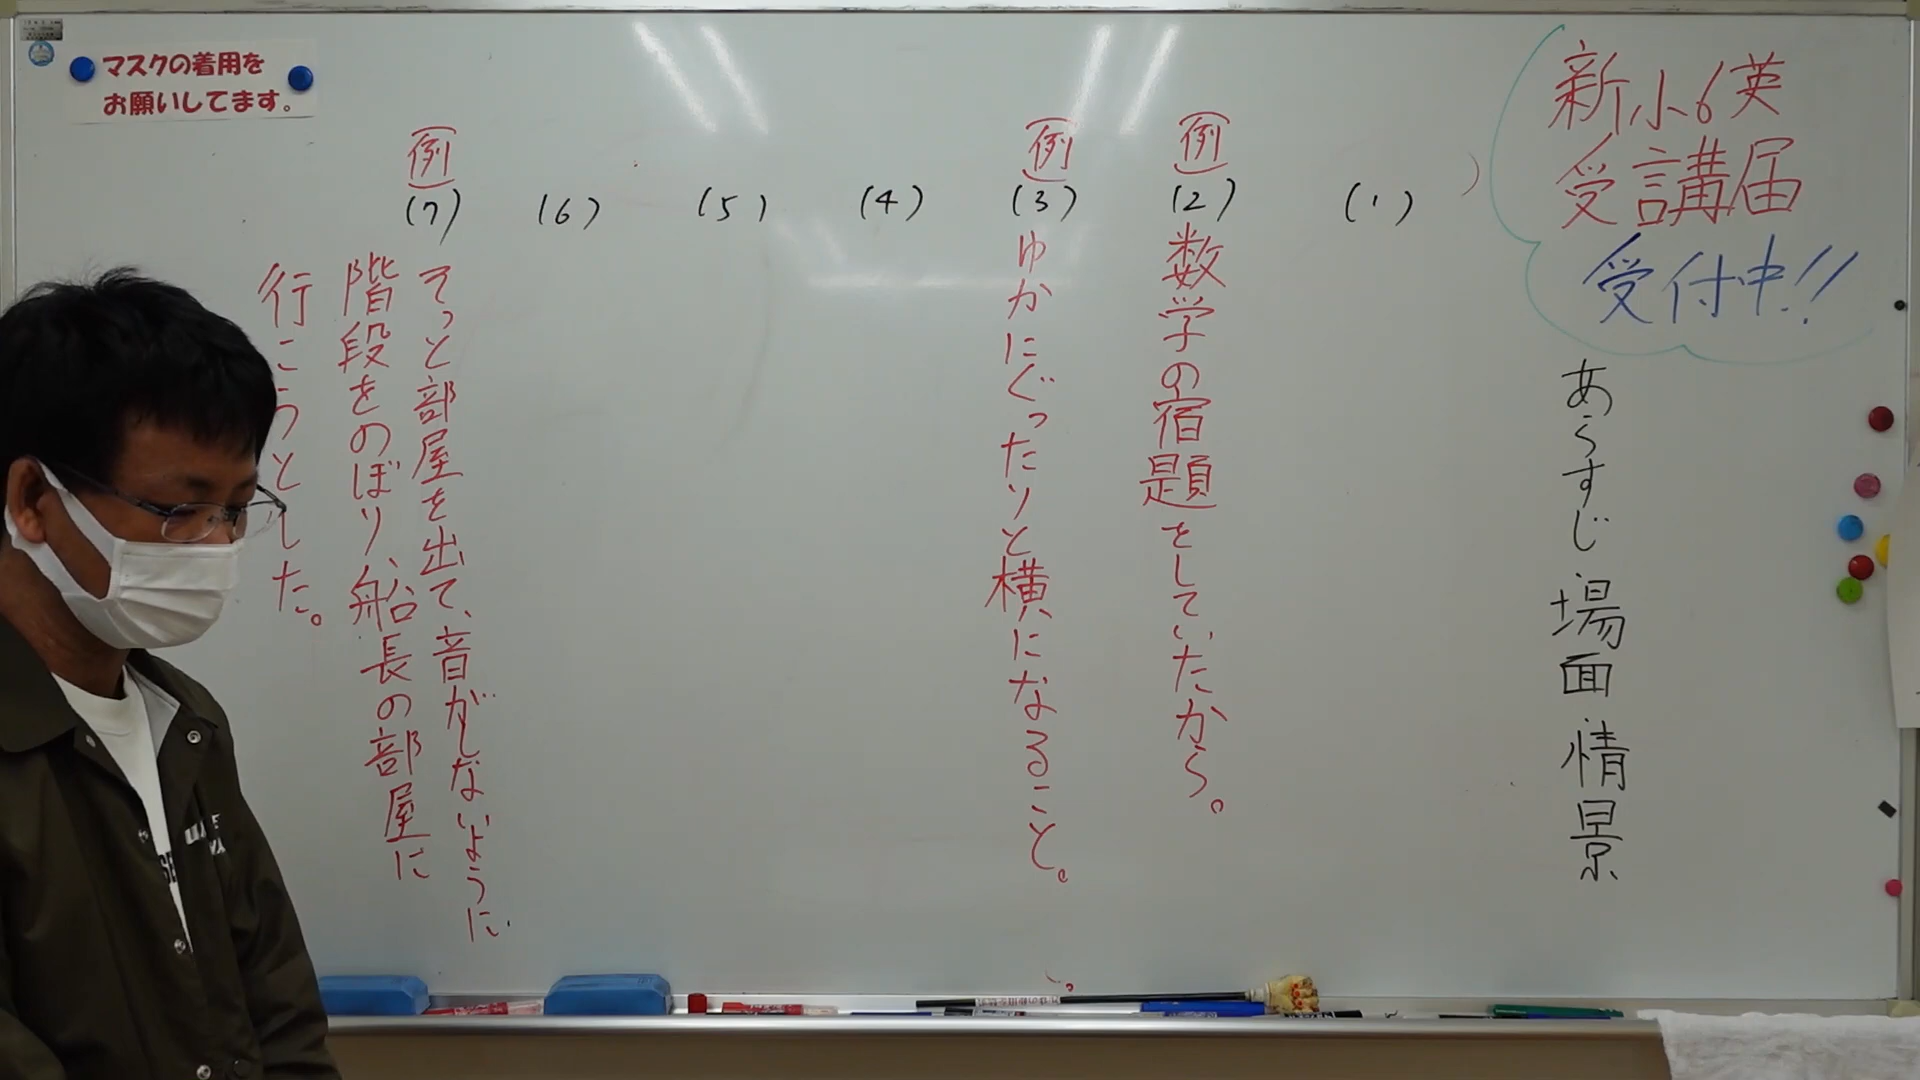 マスクの着用を
お願いしてます。
新小6英
受講届
受付中!!
あらすじ 場面 情景
(1)
(例)
(2) 数学の宿題をしていたから。
(例)
(3) ゆかにぐったりと横になること。
(4)
(5)
(6)
(例)
(7) そっと部屋を出て、音がしないように
階段をのぼり、船長の部屋に
行こうとした。